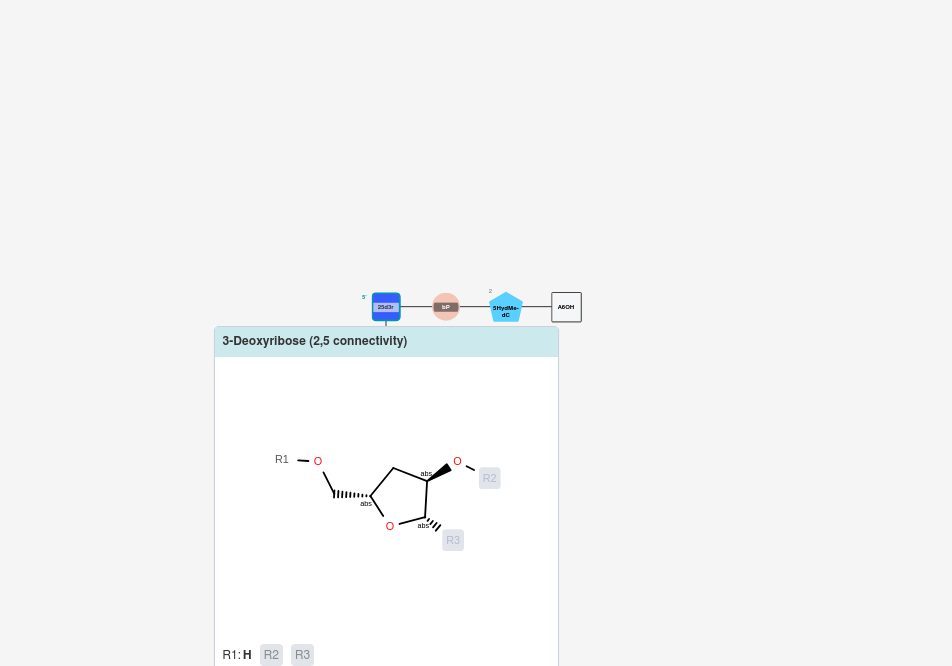 2
5'
25d3r
bP
5HydMe-
dC
A6OH
3-Deoxyribose (2,5 connectivity)
R1
O
abs
O
R2
abs
O
abs
R3
R1: H R2 R3